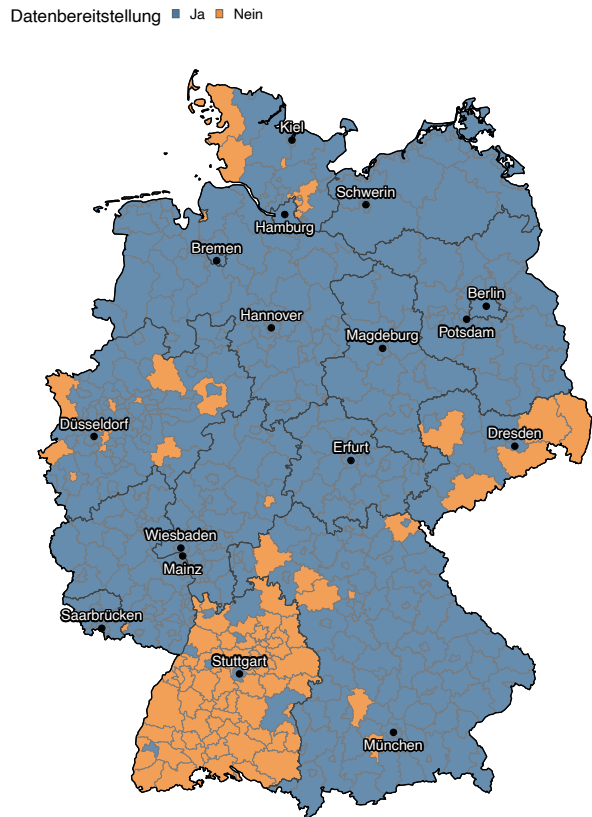 Datenbereitstellung Ja Nein
Kiel
Schwerin
Hamburg
Bremen
Berlin
Hannover
Potsdam
Magdeburg
Düsseldorf
Dresden
Erfurt
Wiesbaden
Mainz
Saarbrücken
Stuttgart
München